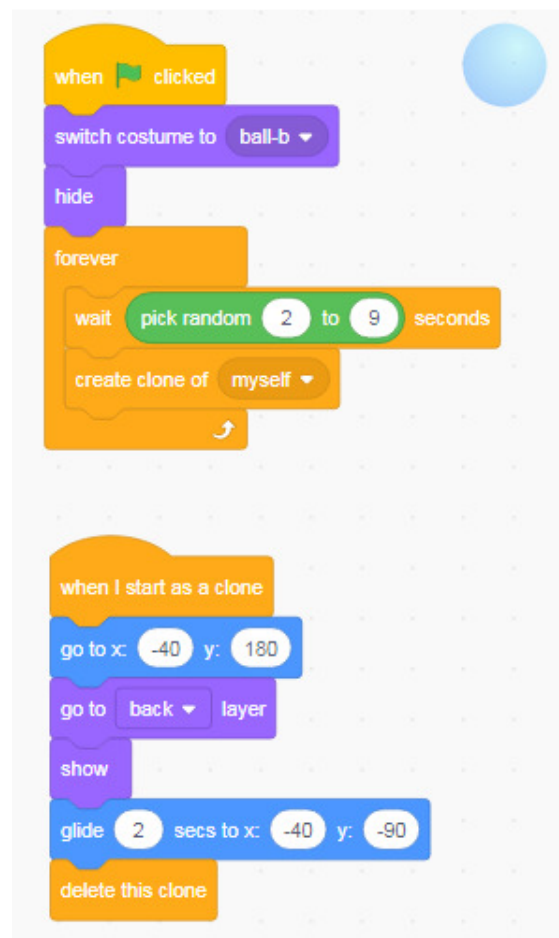 when clicked
switch costume to ball-b
hide
forever
wait pick random 2 to 9 seconds
create clone of myself
when I start as a clone
go to x: -40 y: 180
go to back layer
show
glide 2 secs to x: -40 y: -90
delete this clone